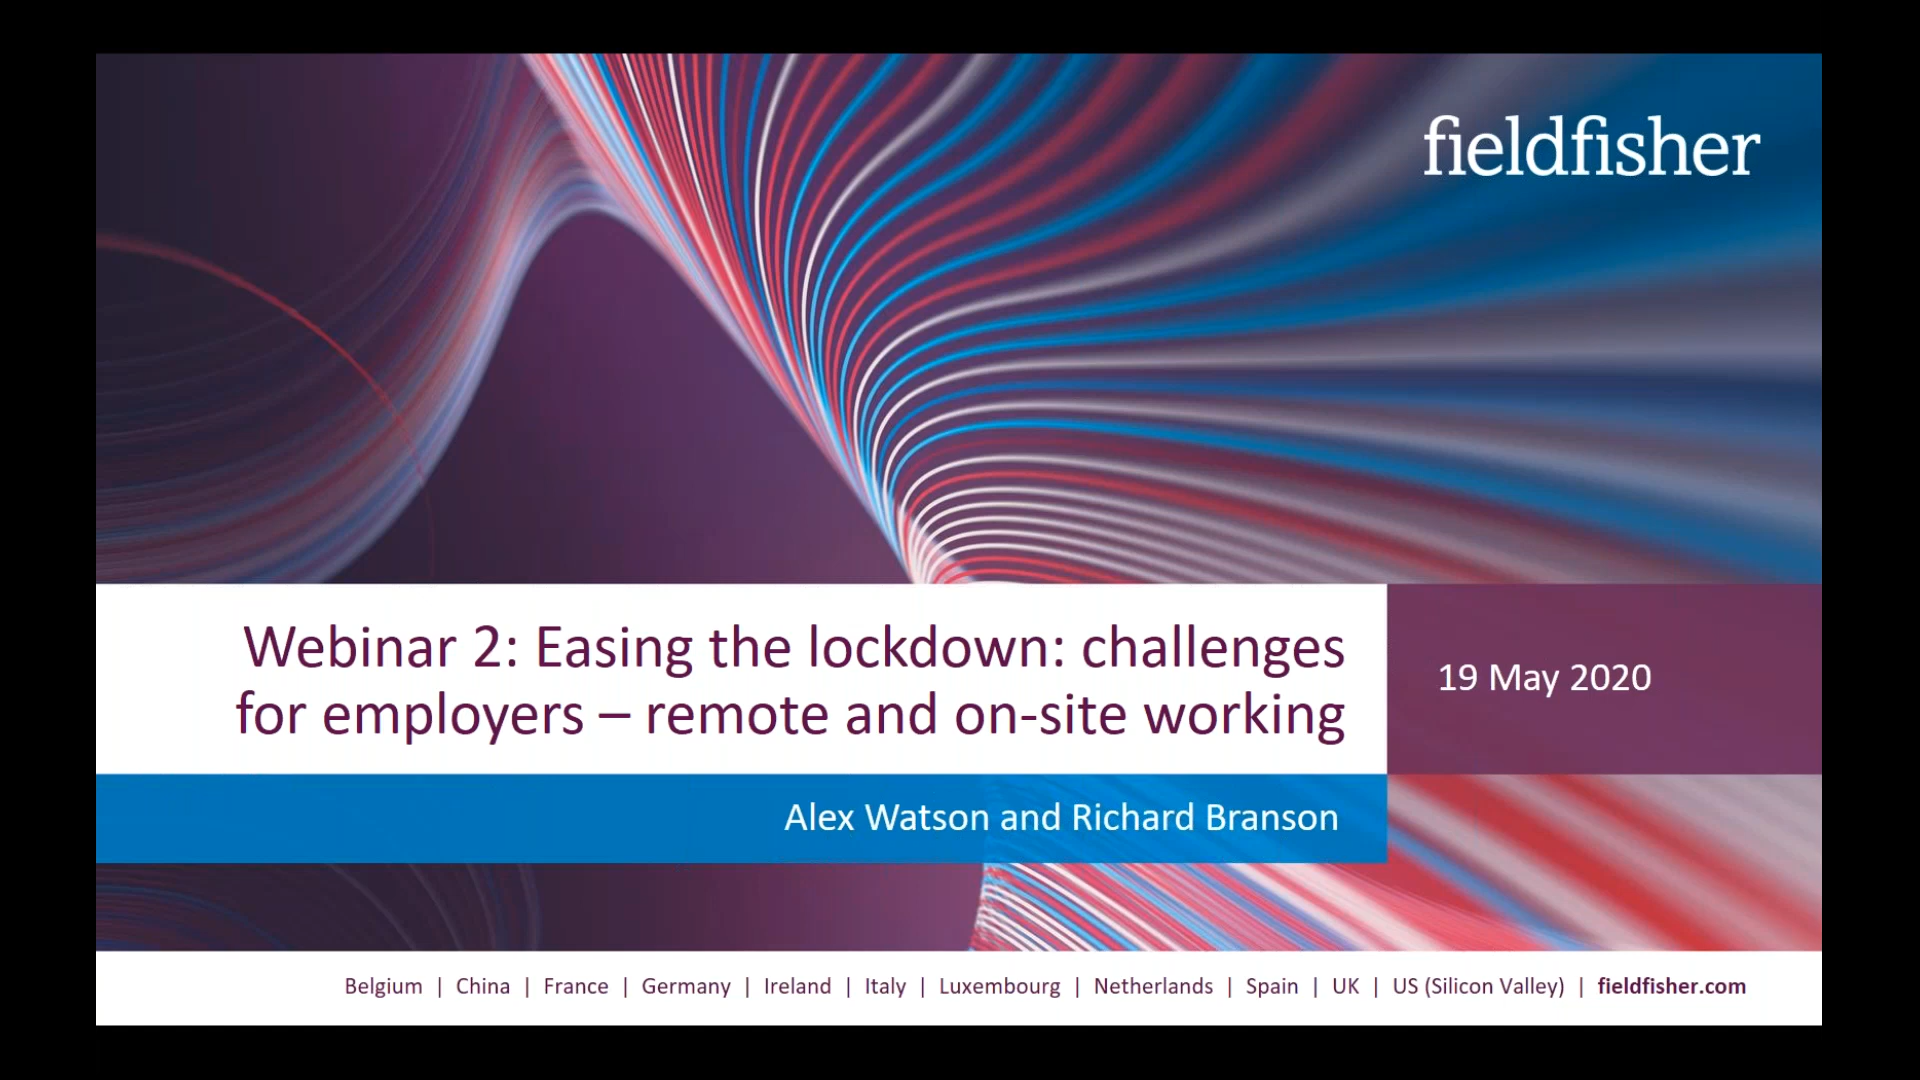 fieldfisher
Webinar 2: Easing the lockdown: challenges
for employers – remote and on-site working
19 May 2020
Alex Watson and Richard Branson
Belgium | China | France | Germany | Ireland | Italy | Luxembourg | Netherlands | Spain | UK | US (Silicon Valley) | fieldfisher.com